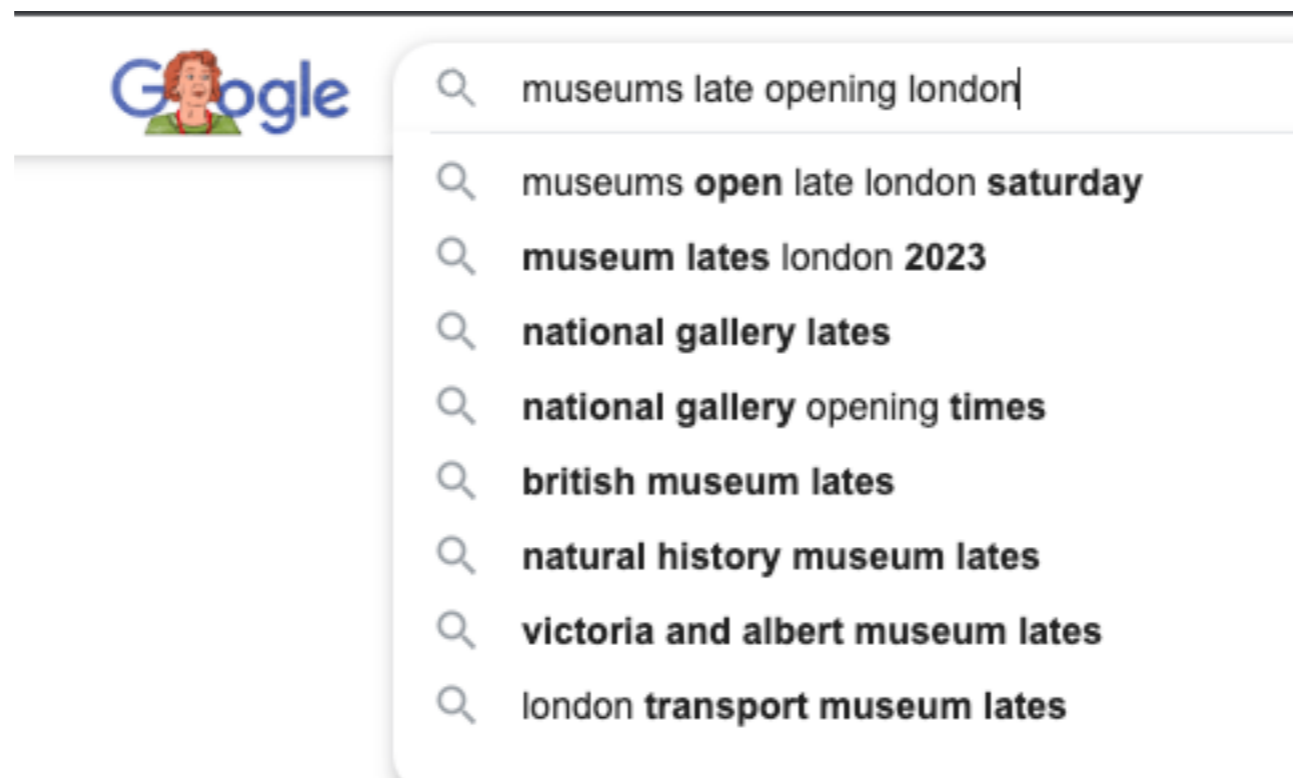 Google
museums late opening london
museums open late london saturday
museum lates london 2023
national gallery lates
national gallery opening times
british museum lates
natural history museum lates
victoria and albert museum lates
london transport museum lates